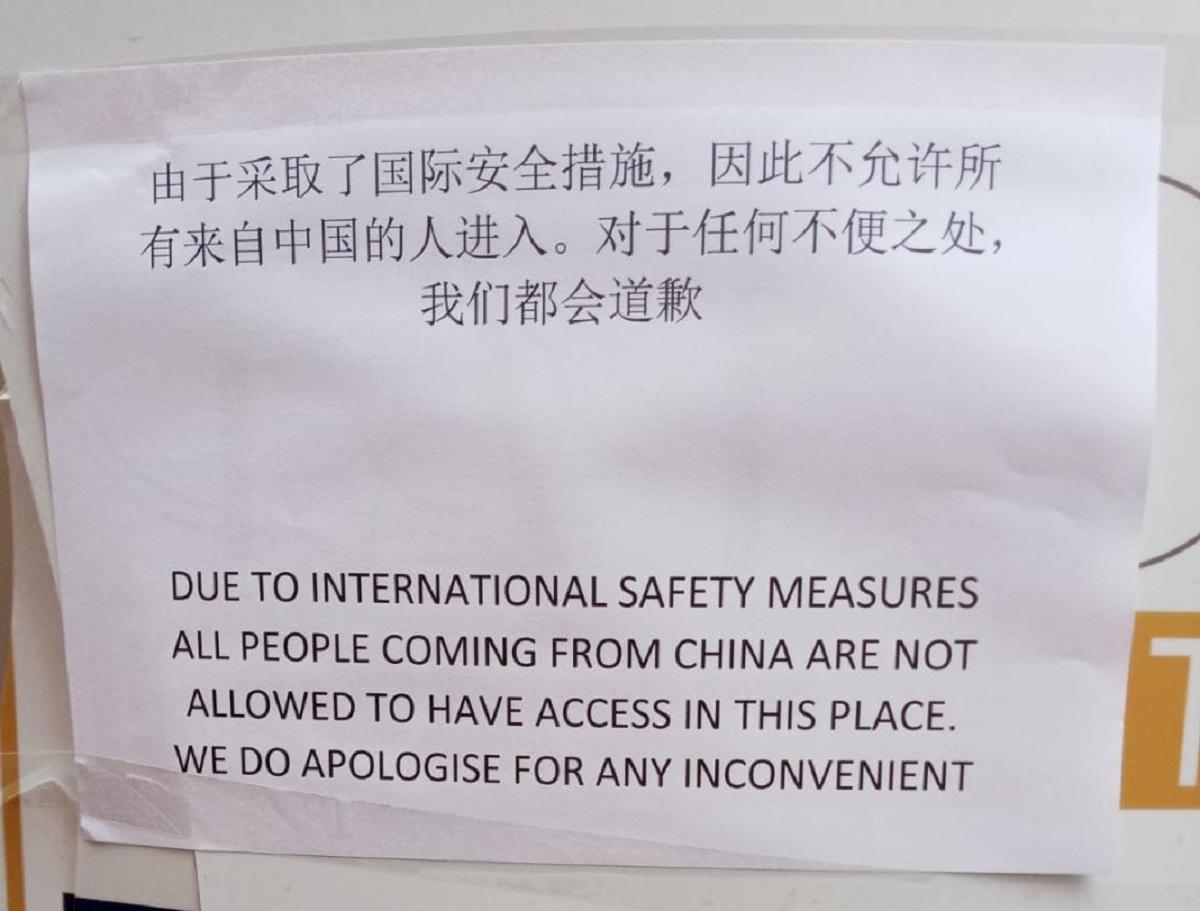 由于采取了国际安全措施，因此不允许所
有来自中国的人进入。对于任何不便之处，
我们都会道歉
DUE TO INTERNATIONAL SAFETY MEASURES
ALL PEOPLE COMING FROM CHINA ARE NOT
ALLOWED TO HAVE ACCESS IN THIS PLACE.
WE DO APOLOGISE FOR ANY INCONVENIENT
T